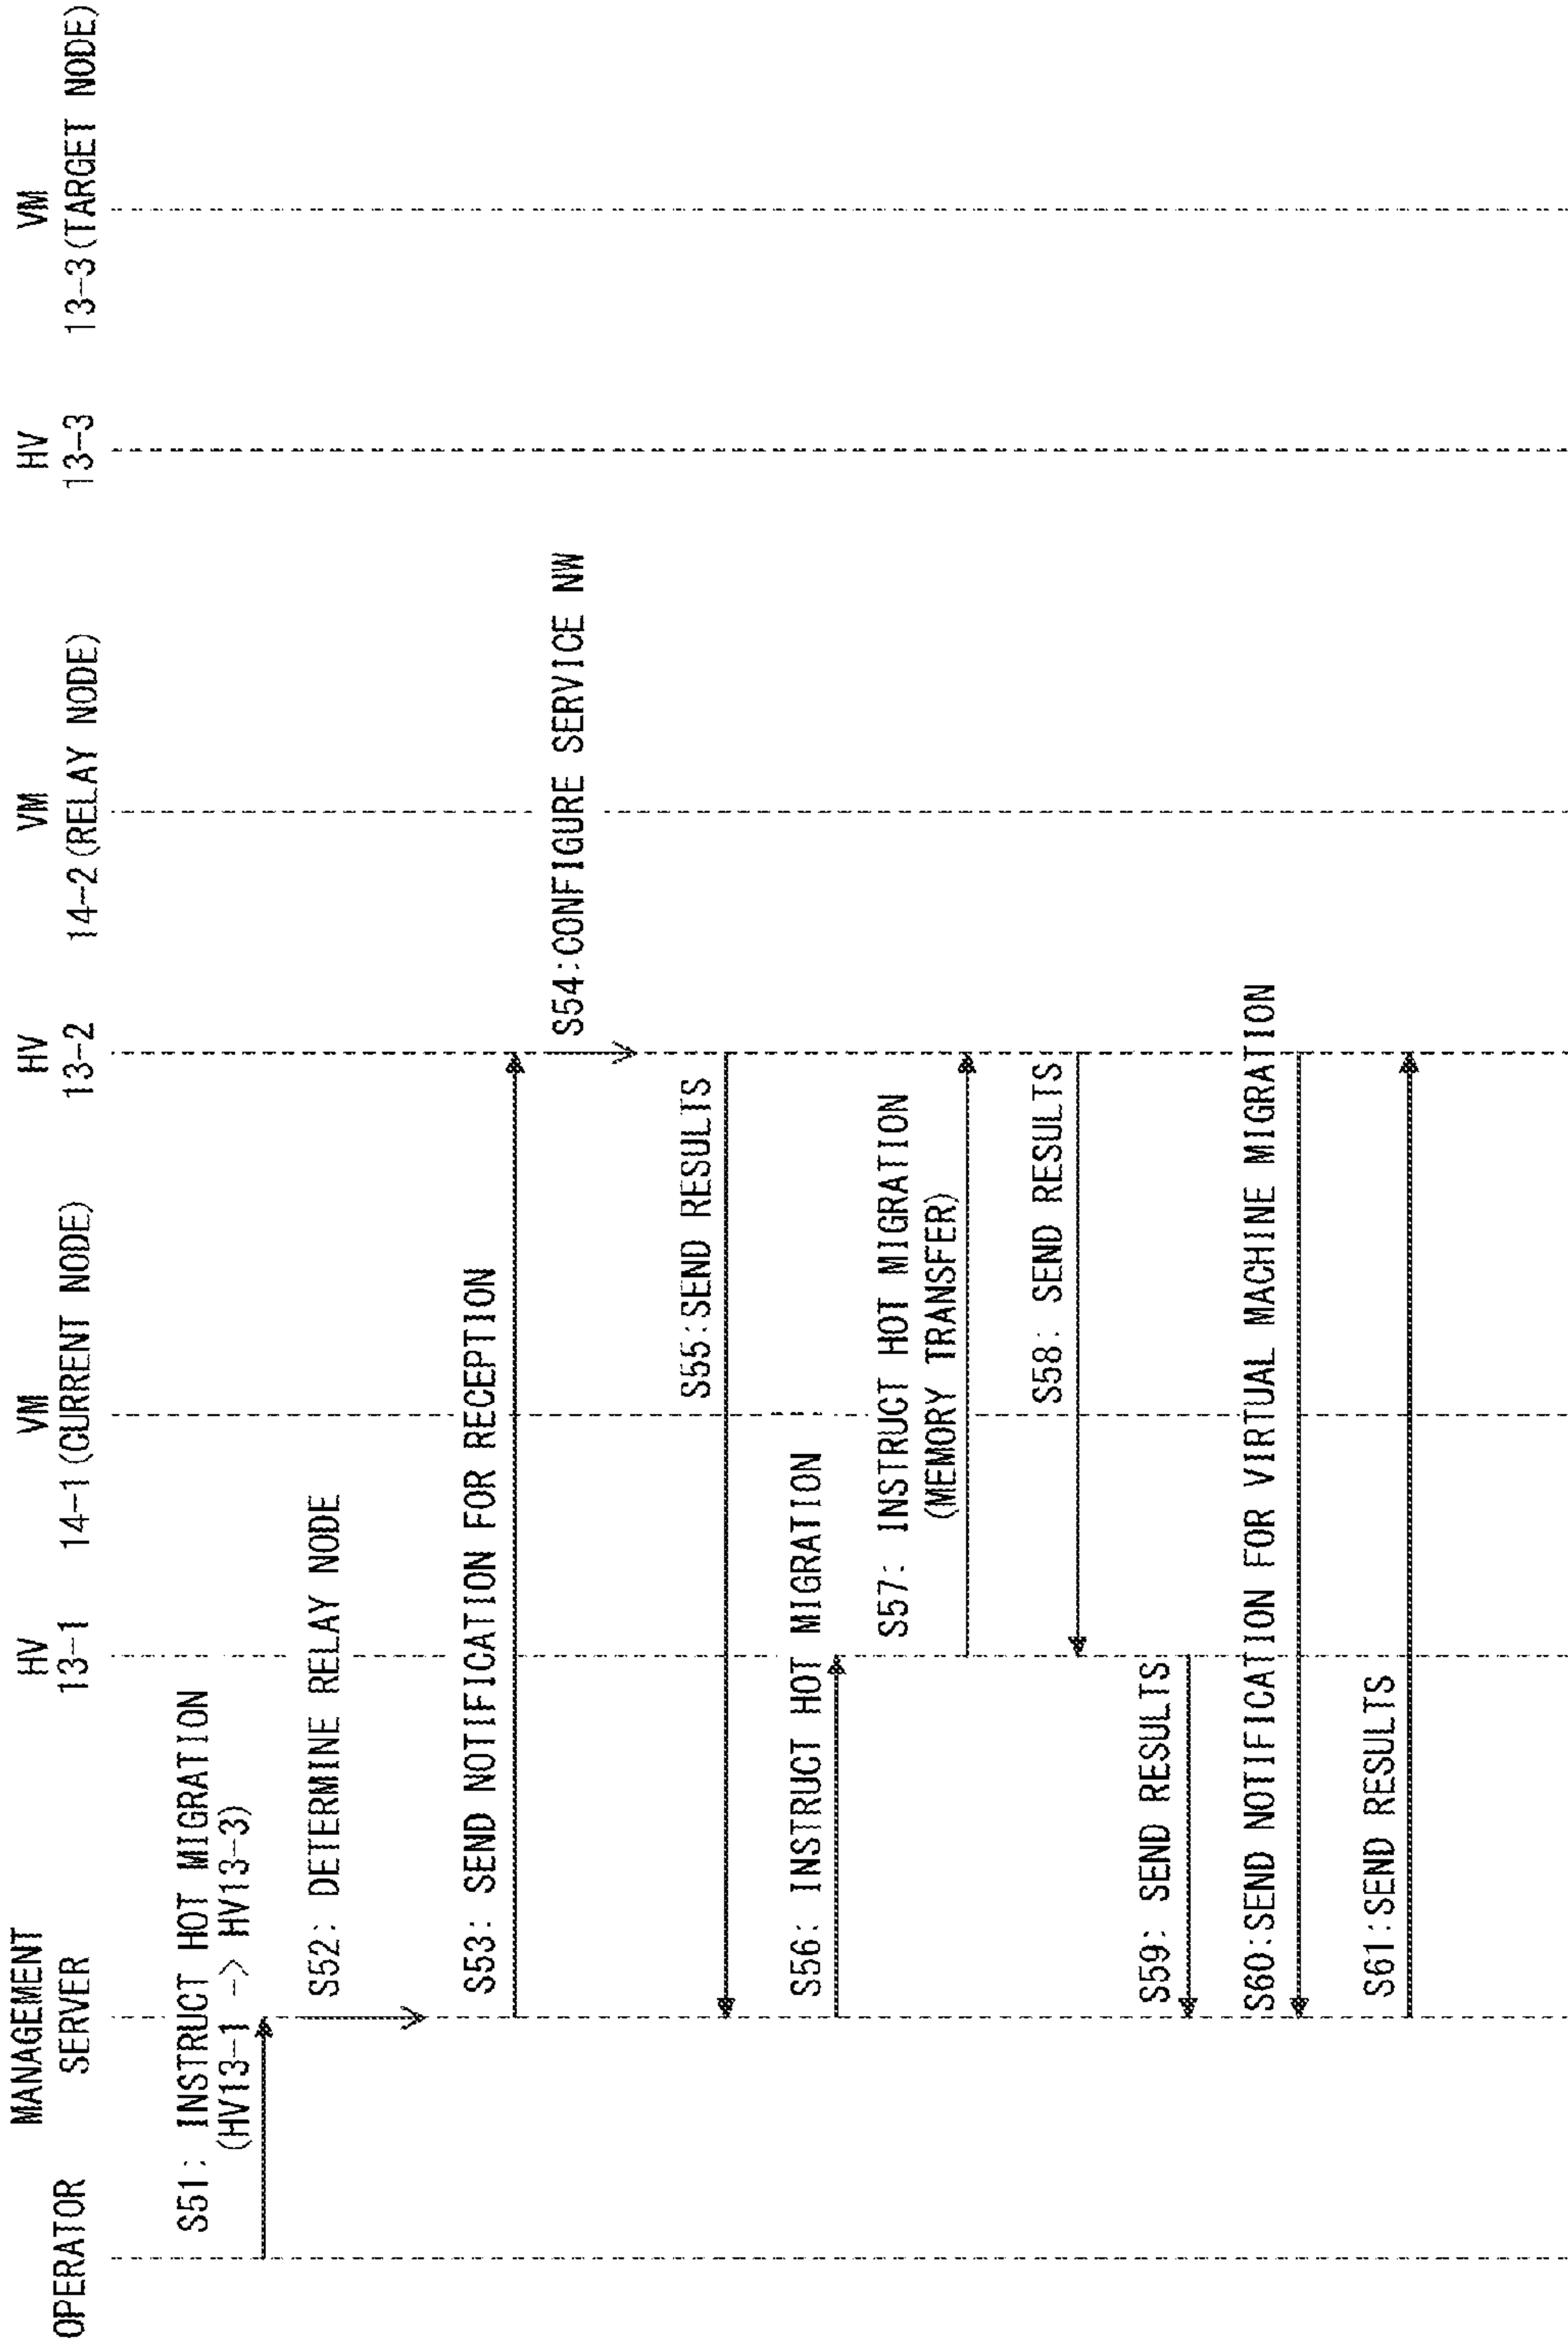 OPERATOR
MANAGEMENT
SERVER
HV
13-1
VM
14-1(CURRENT NODE)
HV
13-2
VM
14-2(RELAY NODE)
HV
13-3
VM
13-3(TARGET NODE)
S51: INSTRUCT HOT MIGRATION
(HV13-1 -> HV13-3)
S52: DETERMINE RELAY NODE
S53: SEND NOTIFICATION FOR RECEPTION
S54:CONFIGURE SERVICE NW
S55:SEND RESULTS
S56: INSTRUCT HOT MIGRATION
S57: INSTRUCT HOT MIGRATION
(MEMORY TRANSFER)
S58: SEND RESULTS
S59: SEND RESULTS
S60:SEND NOTIFICATION FOR VIRTUAL MACHINE MIGRATION
S61:SEND RESULTS